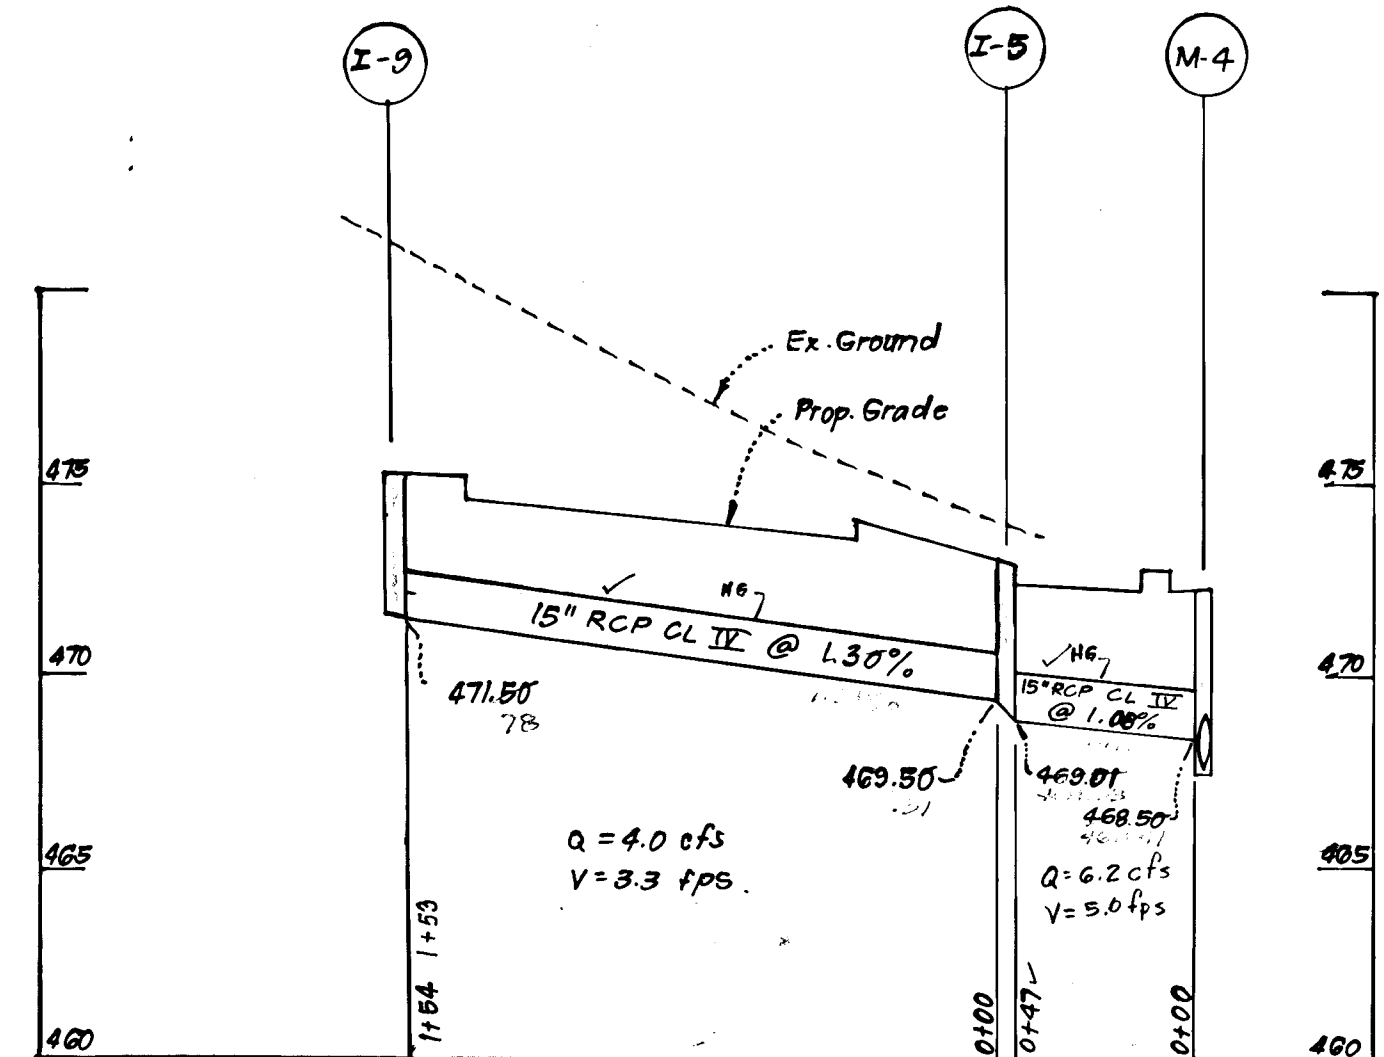 I-9
I-5
M-4
Ex. Ground
Prop. Grade
475
475
HG
15" RCP CL IV @ 1.30%
HG
15" RCP CL IV
@ 1.08%
470
470
471.50
78
469.50
.51
469.01
468.50
Q = 4.0 cfs
V = 3.3 fps.
Q = 6.2 cfs
V = 5.0 fps
465
465
1+54 1+53
0+00
0+47
0+00
460
460